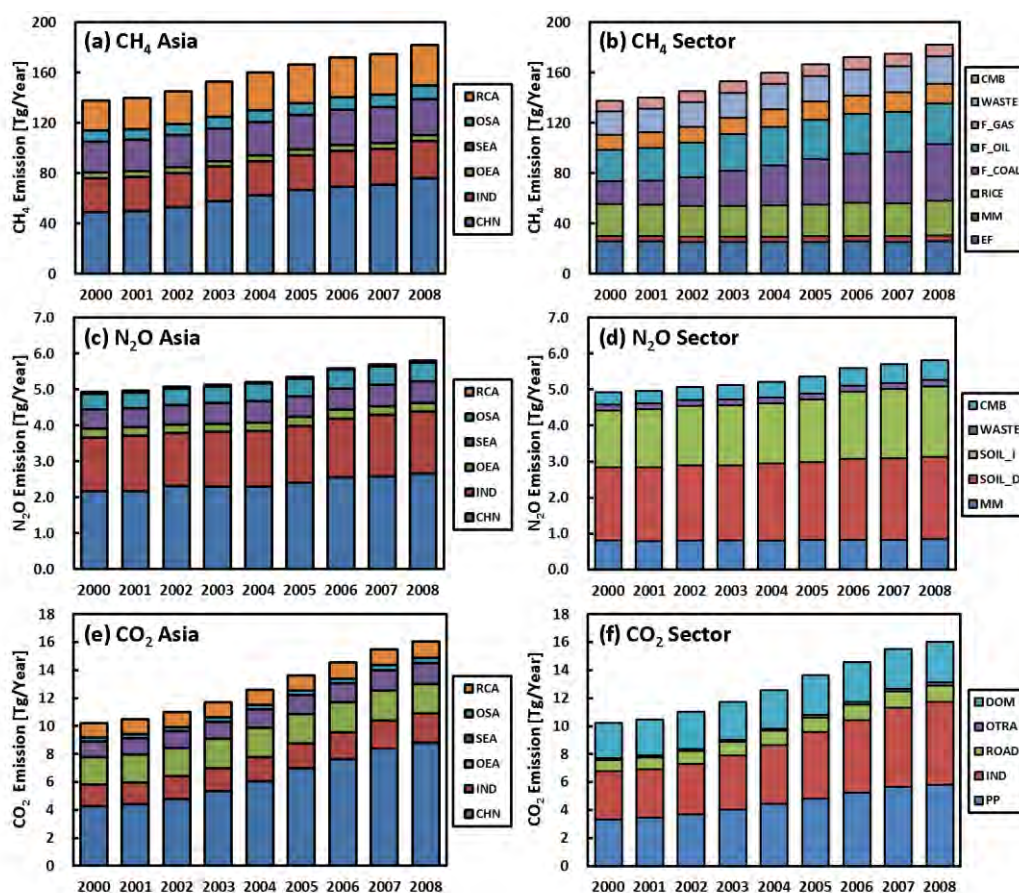 (a) CH₄ Asia
CH₄ Emission [Tg/Year]
200
160
120
80
40
0
2000 2001 2002 2003 2004 2005 2006 2007 2008
RCA
OSA
SEA
OEA
IND
CHN
(b) CH₄ Sector
CH₄ Emission [Tg/Year]
200
160
120
80
40
0
2000 2001 2002 2003 2004 2005 2006 2007 2008
CMB
WASTE
F_GAS
F_OIL
F_COAL
RICE
MM
EF
(c) N₂O Asia
N₂O Emission [Tg/Year]
7.0
6.0
5.0
4.0
3.0
2.0
1.0
0.0
2000 2001 2002 2003 2004 2005 2006 2007 2008
RCA
OSA
SEA
OEA
IND
CHN
(d) N₂O Sector
N₂O Emission [Tg/Year]
7.0
6.0
5.0
4.0
3.0
2.0
1.0
0.0
2000 2001 2002 2003 2004 2005 2006 2007 2008
CMB
WASTE
SOIL_I
SOIL_D
MM
(e) CO₂ Asia
CO₂ Emission [Tg/Year]
18
16
14
12
10
8
6
4
2
0
2000 2001 2002 2003 2004 2005 2006 2007 2008
RCA
OSA
SEA
OEA
IND
CHN
(f) CO₂ Sector
CO₂ Emission [Tg/Year]
18
16
14
12
10
8
6
4
2
0
2000 2001 2002 2003 2004 2005 2006 2007 2008
DOM
OTRA
ROAD
IND
PP